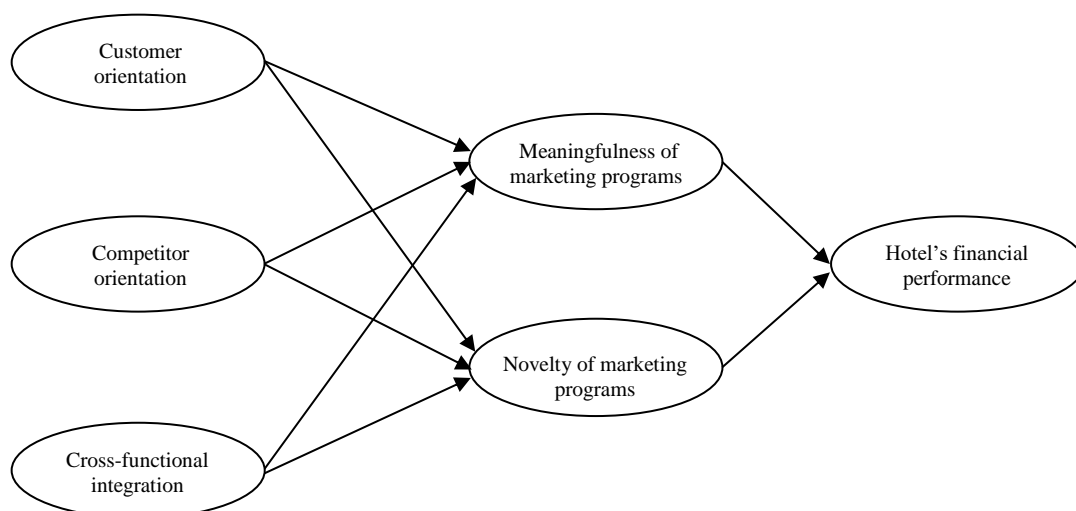 Customer
orientation
Competitor
orientation
Cross-functional
integration
Meaningfulness of
marketing programs
Novelty of marketing
programs
Hotel's financial
performance